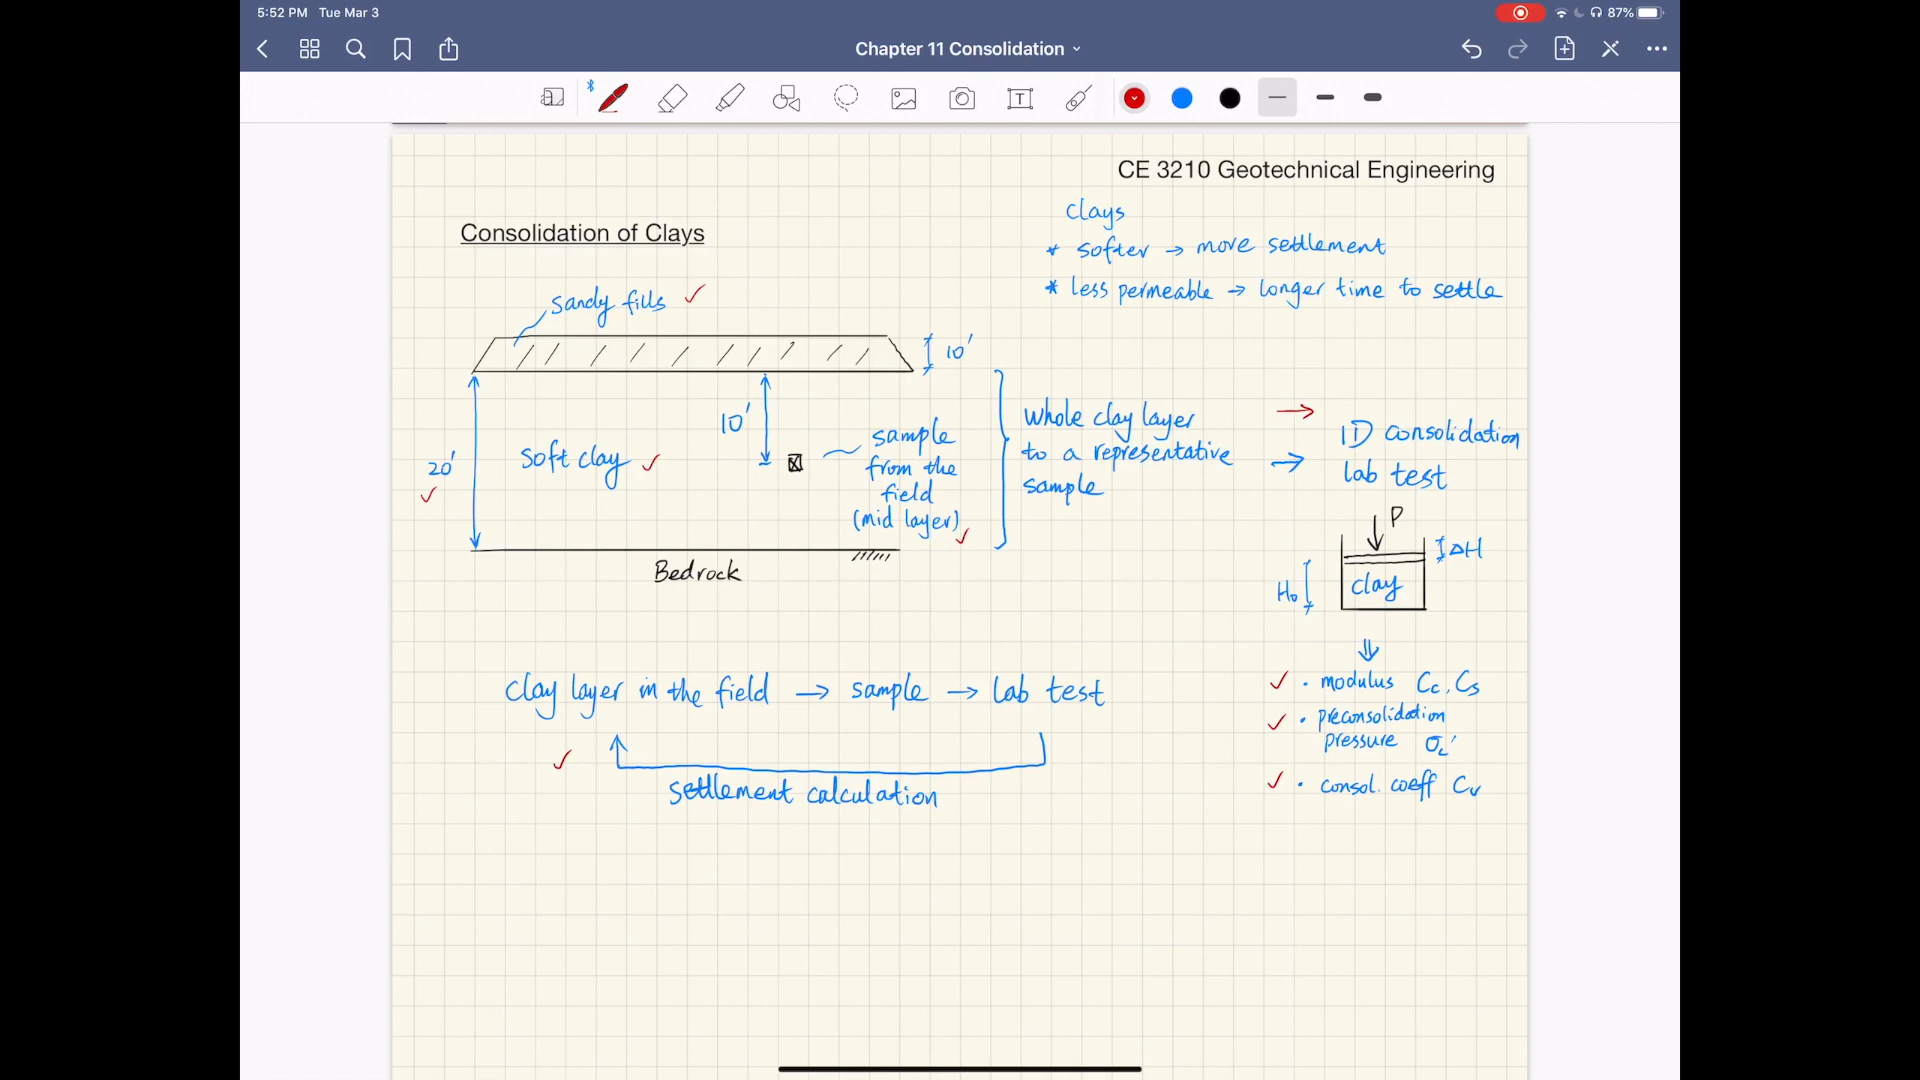 5:52 PM Tue Mar 3
87%
Chapter 11 Consolidation
CE 3210 Geotechnical Engineering
Clays
* softer → more settlement
* less permeable → longer time to settle
Consolidation of Clays
sandy fills ✓
10'
10'
20'
✓
soft clay ✓
sample
from the
field
(mid layer)
✓
Bedrock
whole clay layer
to a representative
sample
→
→
1D consolidation
lab test
P
ΔH
H₀
clay
⇓
✓ • modulus Cc, Cs
✓ • preconsolidation
pressure σc'
✓ • consol. coeff Cv
clay layer in the field → sample → lab test
✓
settlement calculation